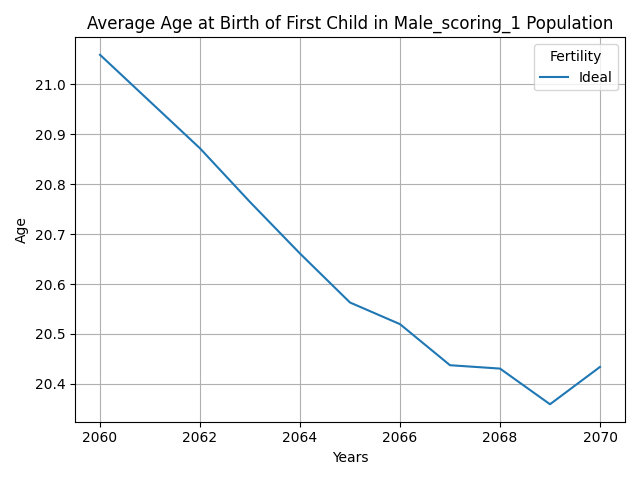 Average Age at Birth of First Child in Male_scoring_1 Population
Fertility
Ideal
21.0
20.9
20.8
20.7
20.6
20.5
20.4
Age
2060
2062
2064
2066
2068
2070
Years